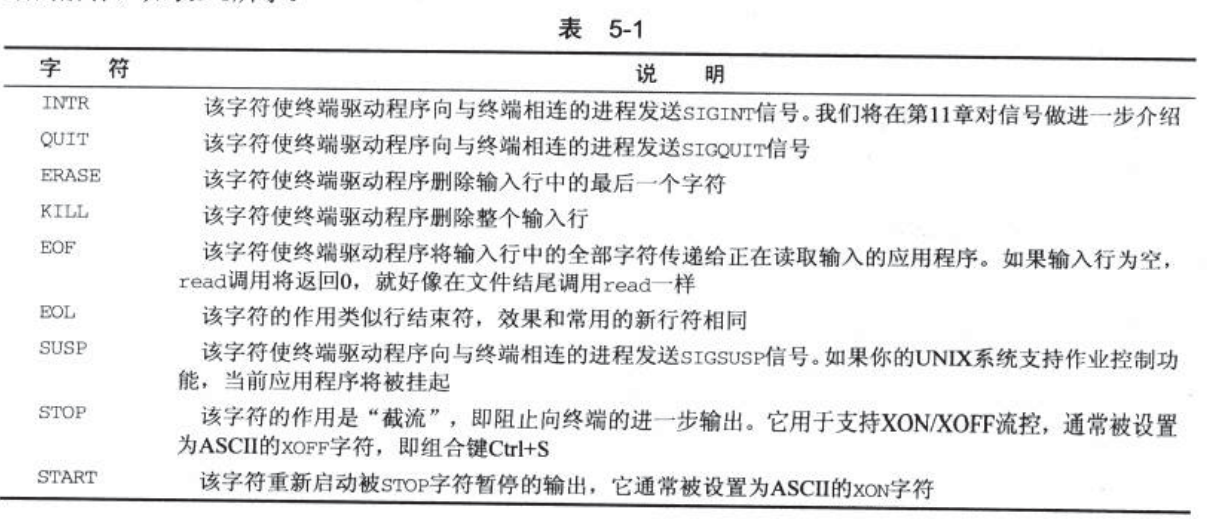 表 5-1
字 符 说 明
INTR 该字符使终端驱动程序向与终端相连的进程发送SIGINT信号。我们将在第11章对信号做进一步介绍
QUIT 该字符使终端驱动程序向与终端相连的进程发送SIGQUIT信号
ERASE 该字符使终端驱动程序删除输入行中的最后一个字符
KILL 该字符使终端驱动程序删除整个输入行
EOF 该字符使终端驱动程序将输入行中的全部字符传递给正在读取输入的应用程序。如果输入行为空，
read调用将返回0，就好像在文件结尾调用read一样
EOL 该字符的作用类似行结束符，效果和常用的新行符相同
SUSP 该字符使终端驱动程序向与终端相连的进程发送SIGSUSP信号。如果你的UNIX系统支持作业控制功
能，当前应用程序将被挂起
STOP 该字符的作用是“截流”，即阻止向终端的进一步输出。它用于支持XON/XOFF流控，通常被设置
为ASCII的XOFF字符，即组合键Ctrl+S
START 该字符重新启动被STOP字符暂停的输出，它通常被设置为ASCII的XON字符